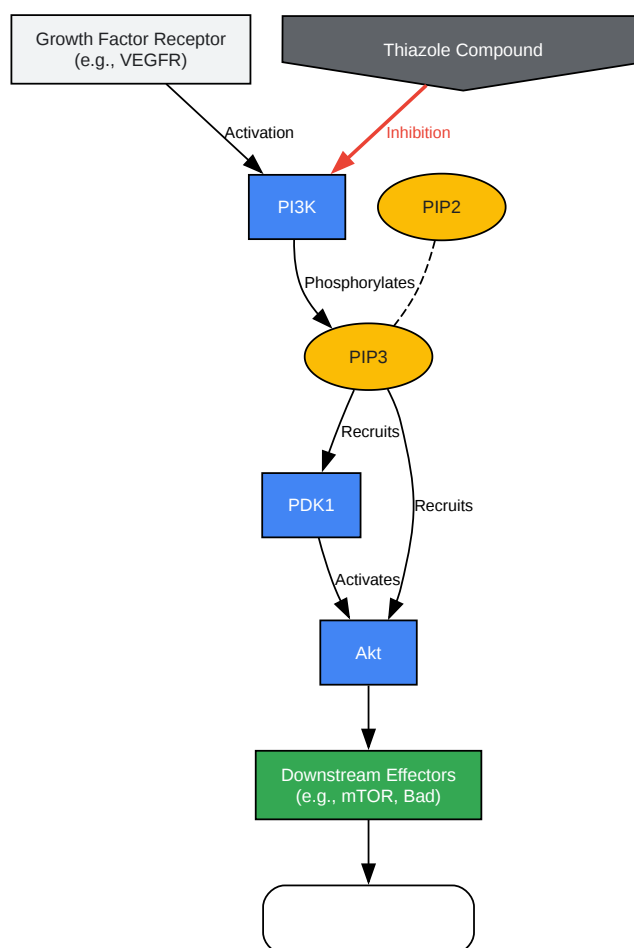 Growth Factor Receptor
(e.g., VEGFR)
Thiazole Compound
Activation
Inhibition
PI3K
PIP2
Phosphorylates
PIP3
Recruits
PDK1
Recruits
Activates
Akt
Downstream Effectors
(e.g., mTOR, Bad)